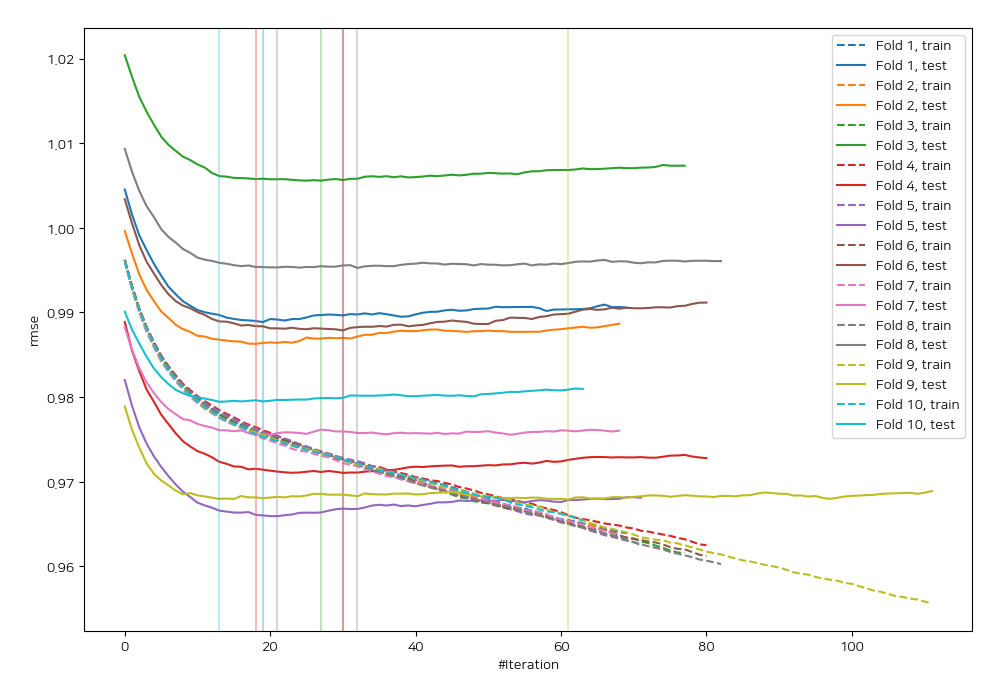 1,02
1,01
1,00
0,99
0,98
0,97
0,96
rmse
0
20
40
60
80
100
#Iteration
Fold 1, train
Fold 1, test
Fold 2, train
Fold 2, test
Fold 3, train
Fold 3, test
Fold 4, train
Fold 4, test
Fold 5, train
Fold 5, test
Fold 6, train
Fold 6, test
Fold 7, train
Fold 7, test
Fold 8, train
Fold 8, test
Fold 9, train
Fold 9, test
Fold 10, train
Fold 10, test